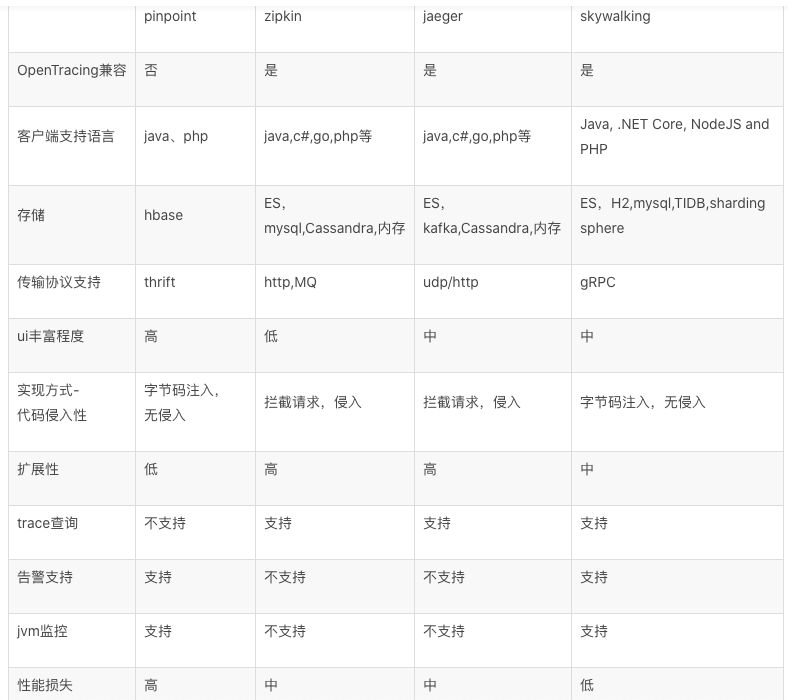 pinpoint zipkin jaeger skywalking
OpenTracing兼容 否 是 是 是
客户端支持语言 java、php java,c#,go,php等 java,c#,go,php等 Java, .NET Core, NodeJS and
PHP
存储 hbase ES，
mysql,Cassandra,内存 ES，
kafka,Cassandra,内存 ES，H2,mysql,TIDB,sharding
sphere
传输协议支持 thrift http,MQ udp/http gRPC
ui丰富程度 高 低 中 中
实现方式-
代码侵入性 字节码注入，
无侵入 拦截请求，侵入 拦截请求，侵入 字节码注入，无侵入
扩展性 低 高 高 中
trace查询 不支持 支持 支持 支持
告警支持 支持 不支持 不支持 支持
jvm监控 支持 不支持 不支持 支持
性能损失 高 中 中 低